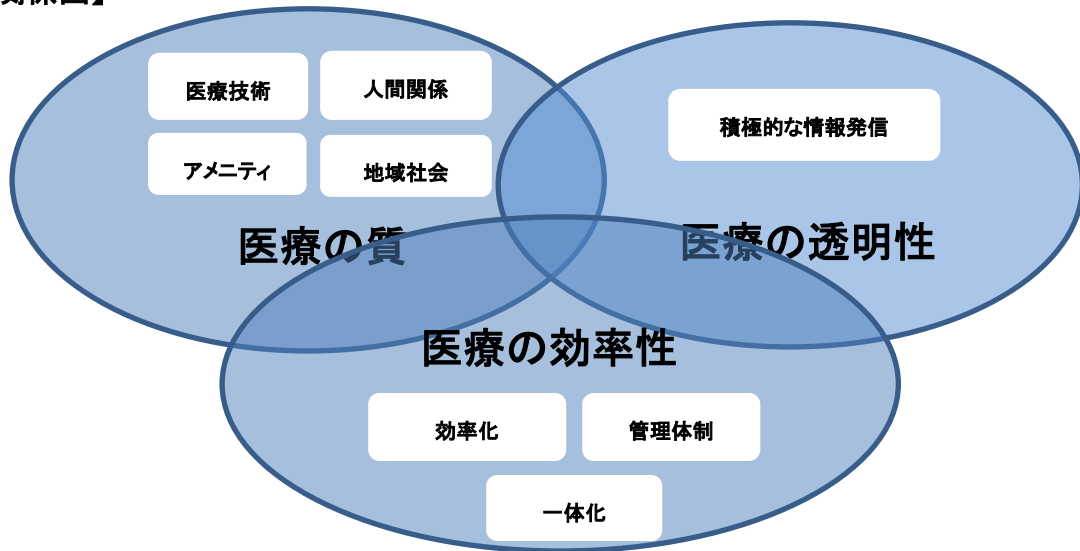 医療技術
人間関係
アメニティ
地域社会
医療の質
積極的な情報発信
医療の透明性
医療の効率性
効率化
管理体制
一体化